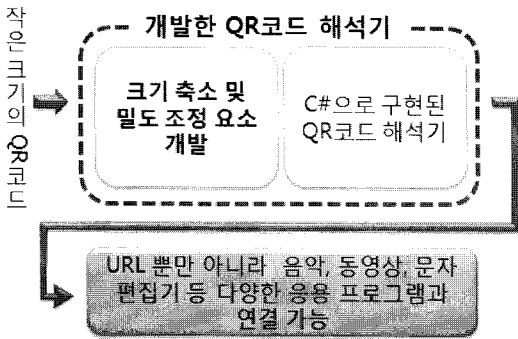 작은 크기의 QR코드
개발한 QR코드 해석기
크기 축소 및
밀도 조정 요소
개발
C#으로 구현된
QR코드 해석기
URL 뿐만 아니라 음악, 동영상, 문자
편집기 등 다양한 응용 프로그램과
연결 가능